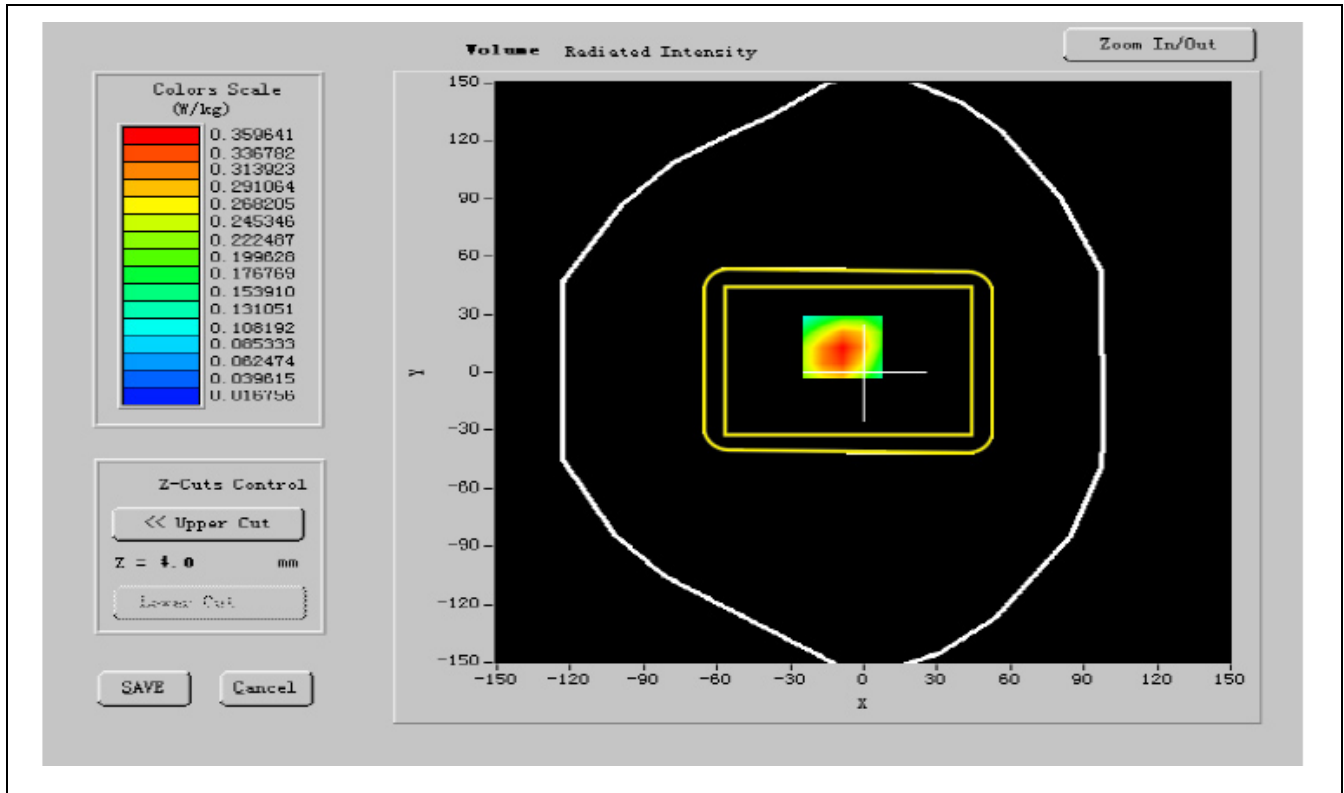 Volume Radiated Intensity
Zoom In/Out
Colors Scale
(W/kg)
0.359641
0.336782
0.313923
0.291064
0.268205
0.245346
0.222487
0.199628
0.176769
0.153910
0.131051
0.108192
0.085333
0.062474
0.039615
0.016756
Z-Cuts Control
<< Upper Cut
Z = 4.0 mm
Lower Cut
SAVE
Cancel
150
120
90
60
30
0
-30
-60
-90
-120
-150
Y
-150 -120 -90 -60 -30 0 30 60 90 120 150
X